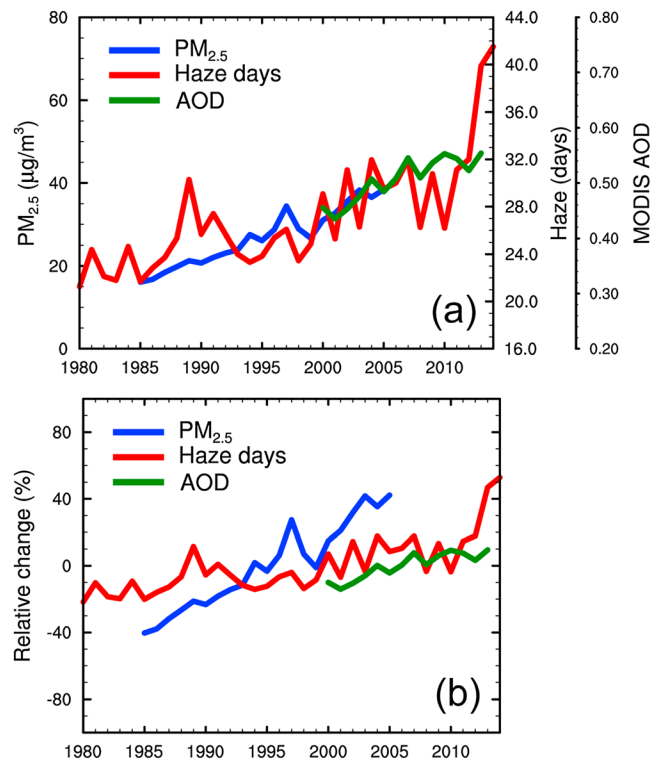 80
60
40
20
0
PM2.5 (µg/m3)
PM2.5
Haze days
AOD
(a)
44.0
40.0
36.0
32.0
28.0
24.0
20.0
16.0
Haze (days)
0.80
0.70
0.60
0.50
0.40
0.30
0.20
MODIS AOD
1980 1985 1990 1995 2000 2005 2010
80
40
0
-40
-80
Relative change (%)
PM2.5
Haze days
AOD
(b)
1980 1985 1990 1995 2000 2005 2010